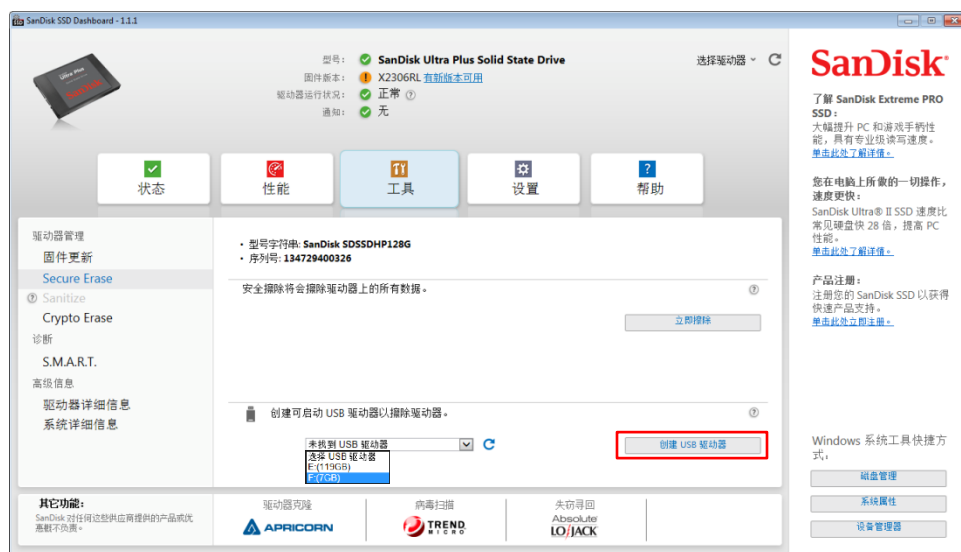 SanDisk SSD Dashboard - 1.1.1
型号: SanDisk Ultra Plus Solid State Drive
选择驱动器
固件版本: X2306RL 有新版本可用
驱动器运行状况: 正常
通知: 无
状态
性能
工具
设置
帮助
驱动器管理
固件更新
Secure Erase
Sanitize
Crypto Erase
诊断
S.M.A.R.T.
高级信息
驱动器详细信息
系统详细信息
• 型号字符串: SanDisk SDSSDHP128G
• 序列号: 134729400326
安全擦除将会擦除驱动器上的所有数据。
立即擦除
创建可启动 USB 驱动器以擦除驱动器。
未找到 USB 驱动器
选择 USB 驱动器
E:(119GB)
F:(7GB)
创建 USB 驱动器
其它功能:
SanDisk 对任何这些供应商提供的产品或优
惠概不负责。
驱动器克隆
APRICORN
病毒扫描
TREND
MICRO
失窃寻回
Absolute
LO/JACK
SanDisk
了解 SanDisk Extreme PRO
SSD:
大幅提升 PC 和游戏手柄性
能，具有专业级读写速度。
单击此处了解详情。
您在电脑上所做的一切操作，
速度更快:
SanDisk Ultra® II SSD 速度比
常见硬盘快 28 倍，提高 PC
性能。
单击此处了解详情。
产品注册:
注册您的 SanDisk SSD 以获得
快速产品支持。
单击此处立即注册。
Windows 系统工具快捷方
式:
磁盘管理
系统属性
设备管理器